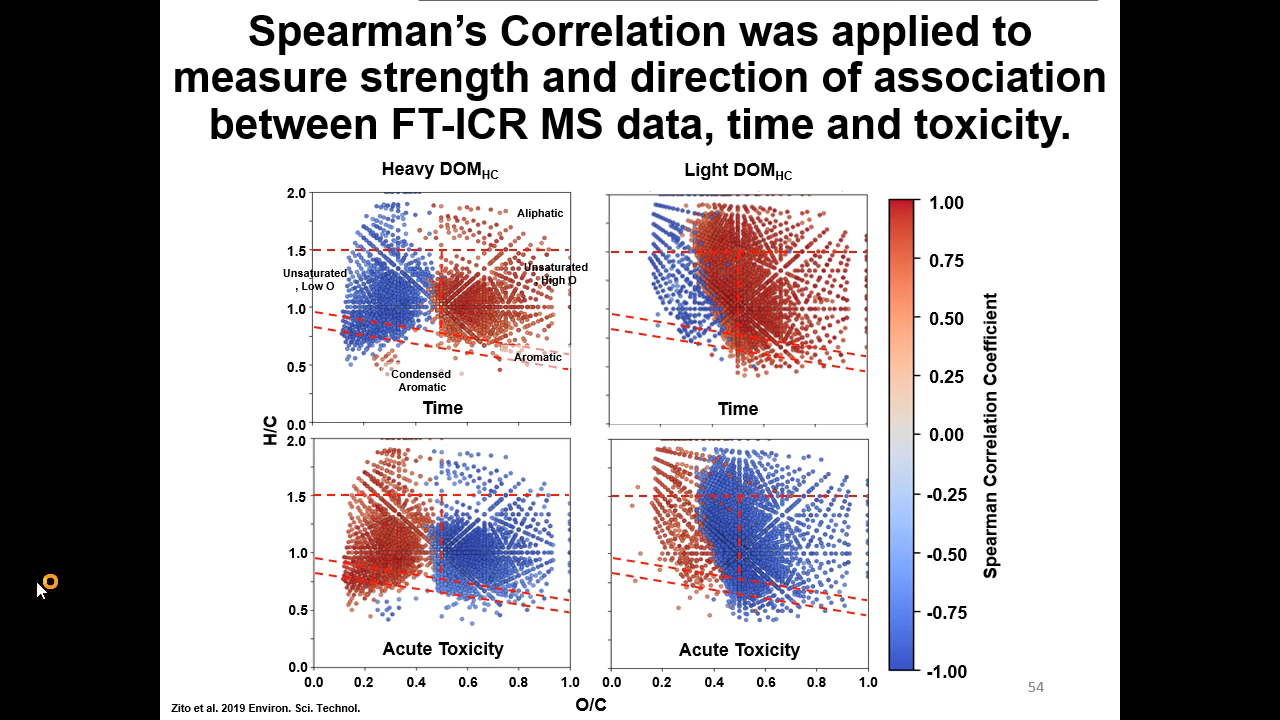 Spearman’s Correlation was applied to
measure strength and direction of association
between FT-ICR MS data, time and toxicity.
Heavy DOMHC
Light DOMHC
2.0
1.5
1.0
0.5
0.0
Aliphatic
Unsaturated
, Low O
Unsaturated
High O
Aromatic
Condensed
Aromatic
Time
Time
H/C
2.0
1.5
1.0
0.5
0.0
Acute Toxicity
Acute Toxicity
0.0 0.2 0.4 0.6 0.8 1.0
0.0 0.2 0.4 0.6 0.8 1.0
O/C
1.00
0.75
0.50
0.25
0.00
-0.25
-0.50
-0.75
-1.00
Spearman Correlation Coefficient
54
Zito et al. 2019 Environ. Sci. Technol.